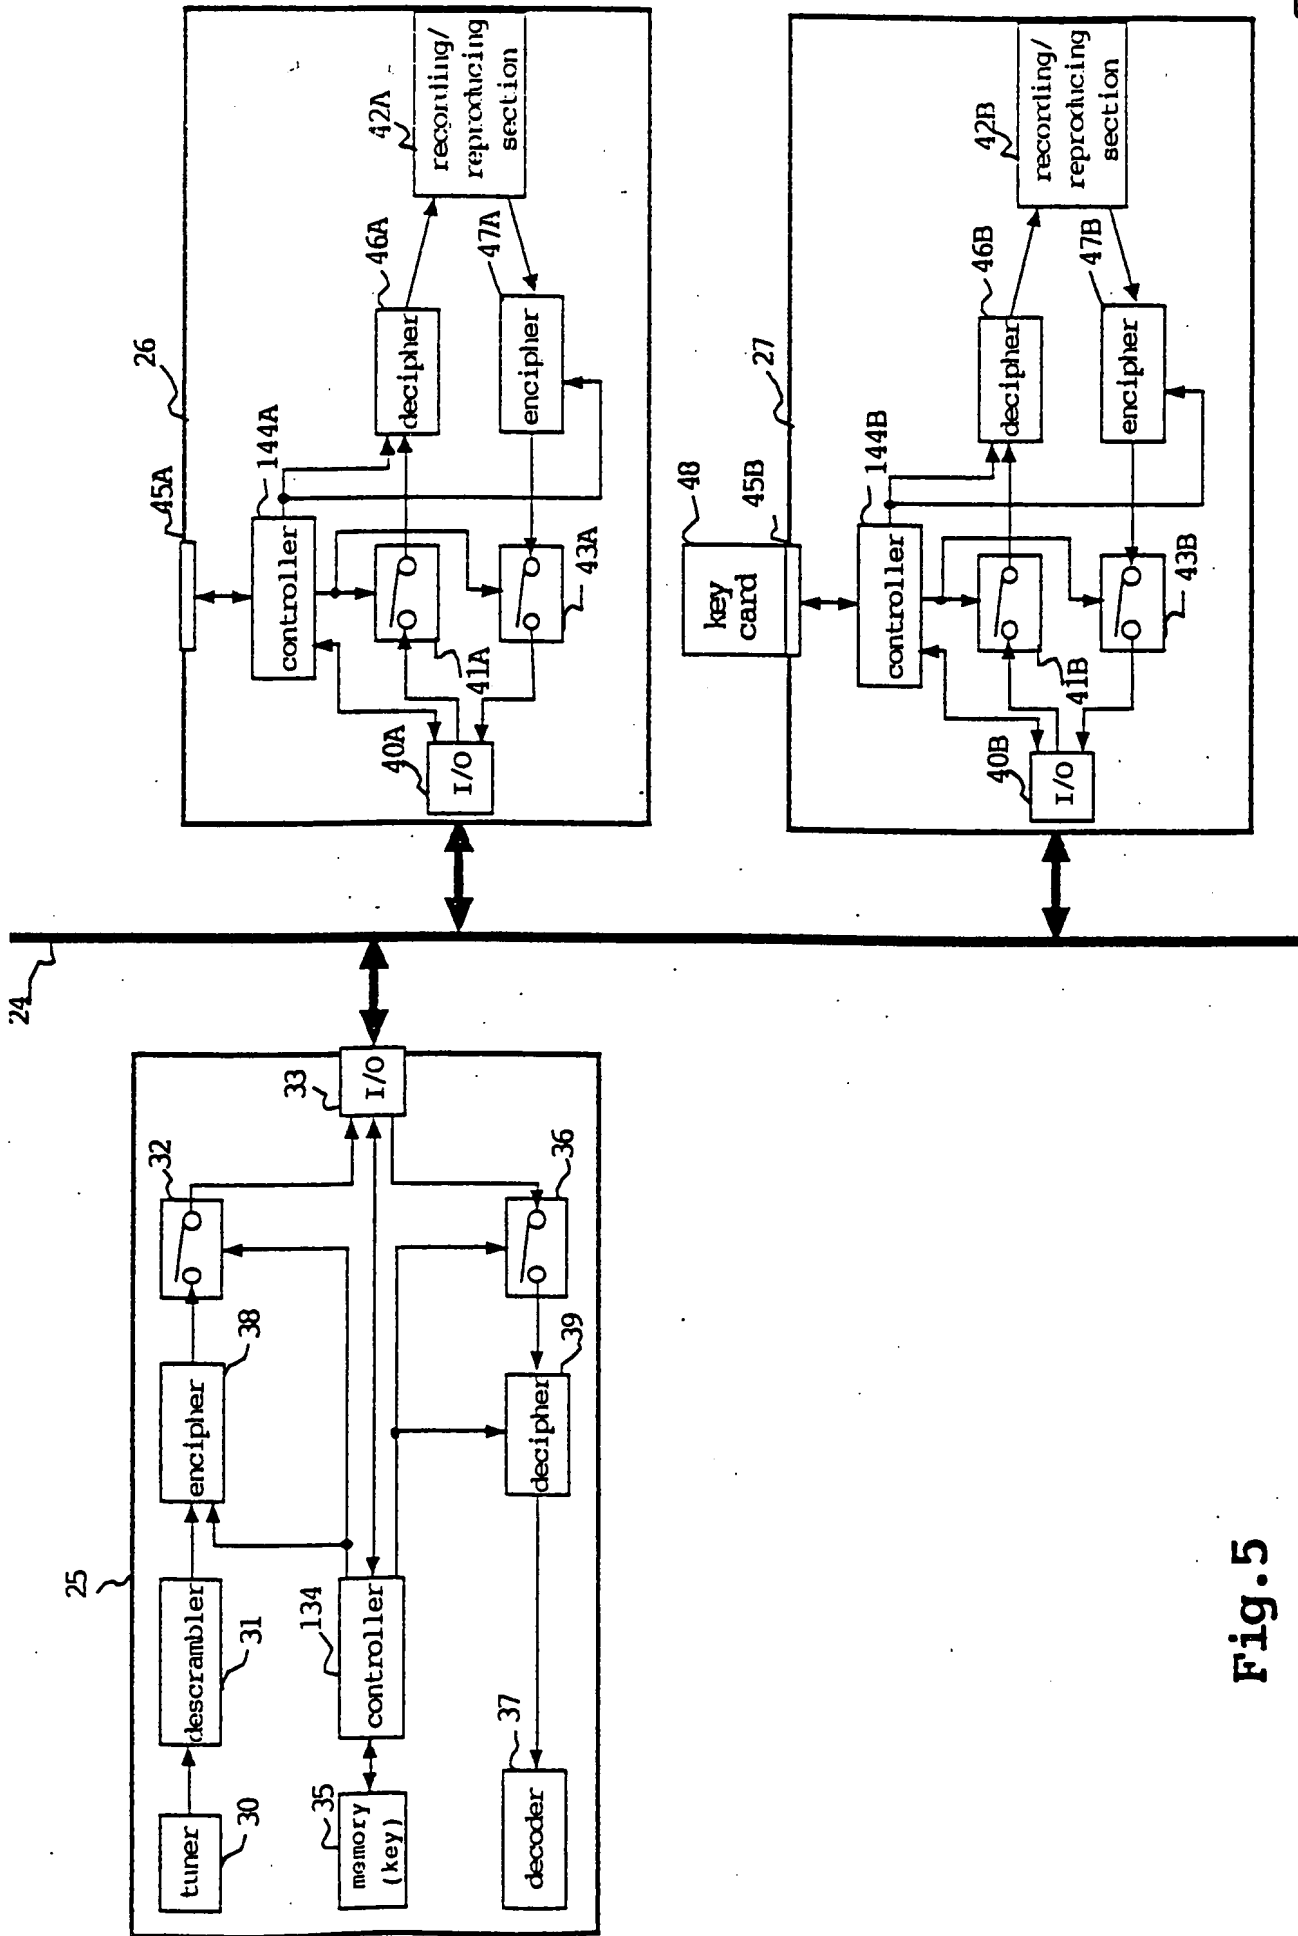 24
25
tuner
30
descrambler
31
encipher
38
32
memory
(key)
35
controller
134
I/O
33
decoder
37
decipher
39
36
26
45A
controller
144A
I/O
40A
41A
43A
decipher
46A
encipher
47A
recording/
reproducing
section
42A
27
key
card
48
45B
controller
144B
I/O
40B
41B
43B
decipher
46B
encipher
47B
recording/
reproducing
section
42B
Fig.5